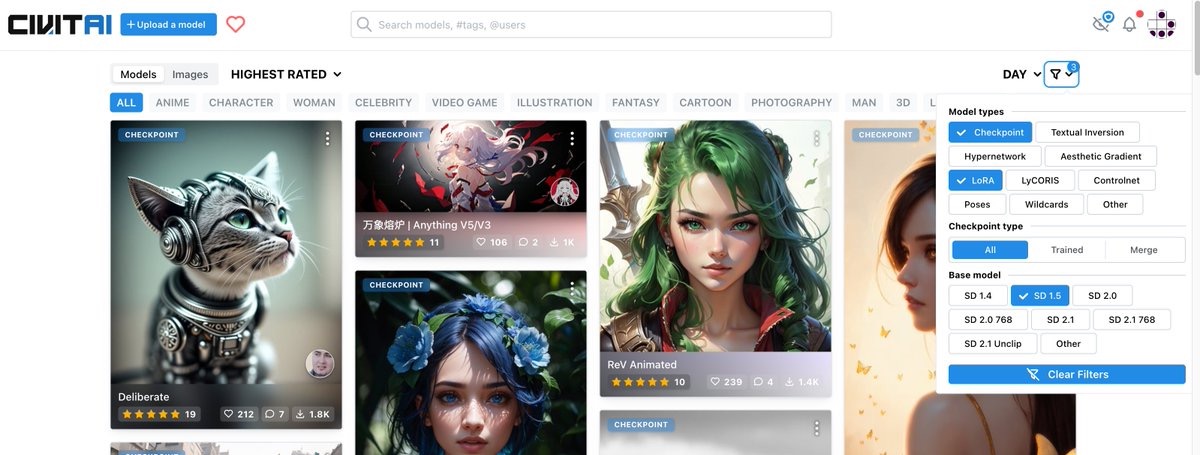 CIVITAI
+ Upload a model
Search models, #tags, @users
Models Images HIGHEST RATED
DAY 3
ALL ANIME CHARACTER WOMAN CELEBRITY VIDEO GAME ILLUSTRATION FANTASY CARTOON PHOTOGRAPHY MAN 3D L
CHECKPOINT
Deliberate
19 212 7 1.8K
CHECKPOINT
CHECKPOINT
万象熔炉 | Anything V5/V3
11 106 2 1K
CHECKPOINT
CHECKPOINT
ReV Animated
10 239 4 1.4K
CHECKPOINT
CHECKPOINT
Model types
Checkpoint Textual Inversion
Hypernetwork Aesthetic Gradient
LoRA LyCORIS Controlnet
Poses Wildcards Other
Checkpoint type
All Trained Merge
Base model
SD 1.4 SD 1.5 SD 2.0
SD 2.0 768 SD 2.1 SD 2.1 768
SD 2.1 Unclip Other
Clear Filters